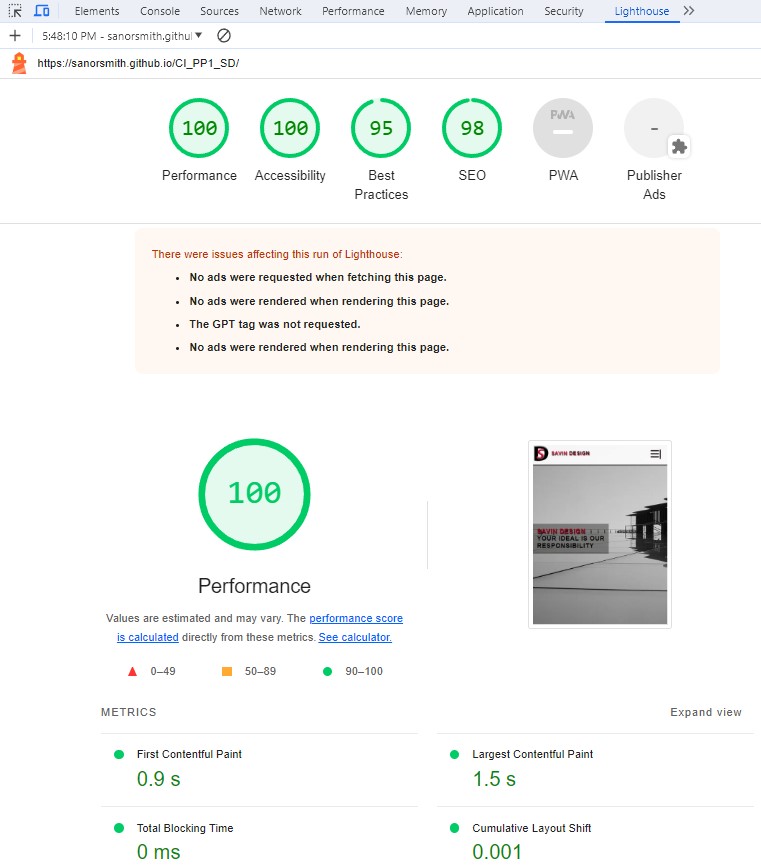 Elements Console Sources Network Performance Memory Application Security Lighthouse
5:48:10 PM - sanorsmith.githul
https://sanorsmith.github.io/CI_PP1_SD/
100 100 95 98 PWA -
Performance Accessibility Best Practices SEO PWA Publisher Ads
There were issues affecting this run of Lighthouse:
• No ads were requested when fetching this page.
• No ads were rendered when rendering this page.
• The GPT tag was not requested.
• No ads were rendered when rendering this page.
100
Performance
Values are estimated and may vary. The performance score
is calculated directly from these metrics. See calculator.
0–49 50–89 90–100
SAVIN DESIGN
SAVIN DESIGN
YOUR IDEAL IS OUR
RESPONSIBILITY
METRICS
Expand view
First Contentful Paint
0.9 s
Largest Contentful Paint
1.5 s
Total Blocking Time
0 ms
Cumulative Layout Shift
0.001